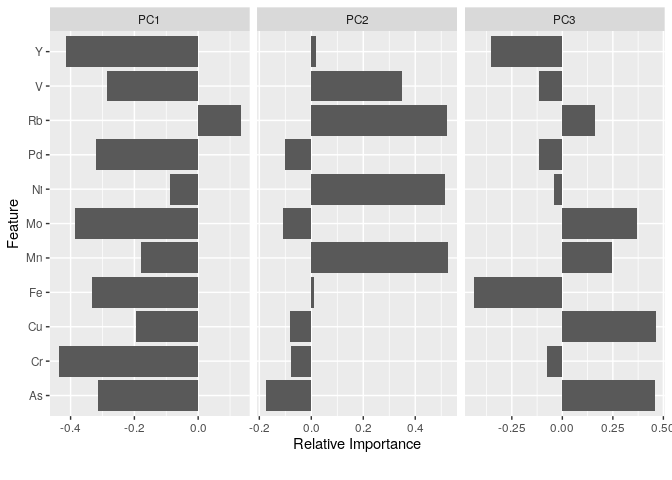 PC1 PC2 PC3
Y
V
Rb
Pd
Ni
Mo
Mn
Fe
Cu
Cr
As
Feature
-0.4 -0.2 0.0 -0.2 0.0 0.2 0.4 -0.25 0.00 0.25 0.50
Relative Importance